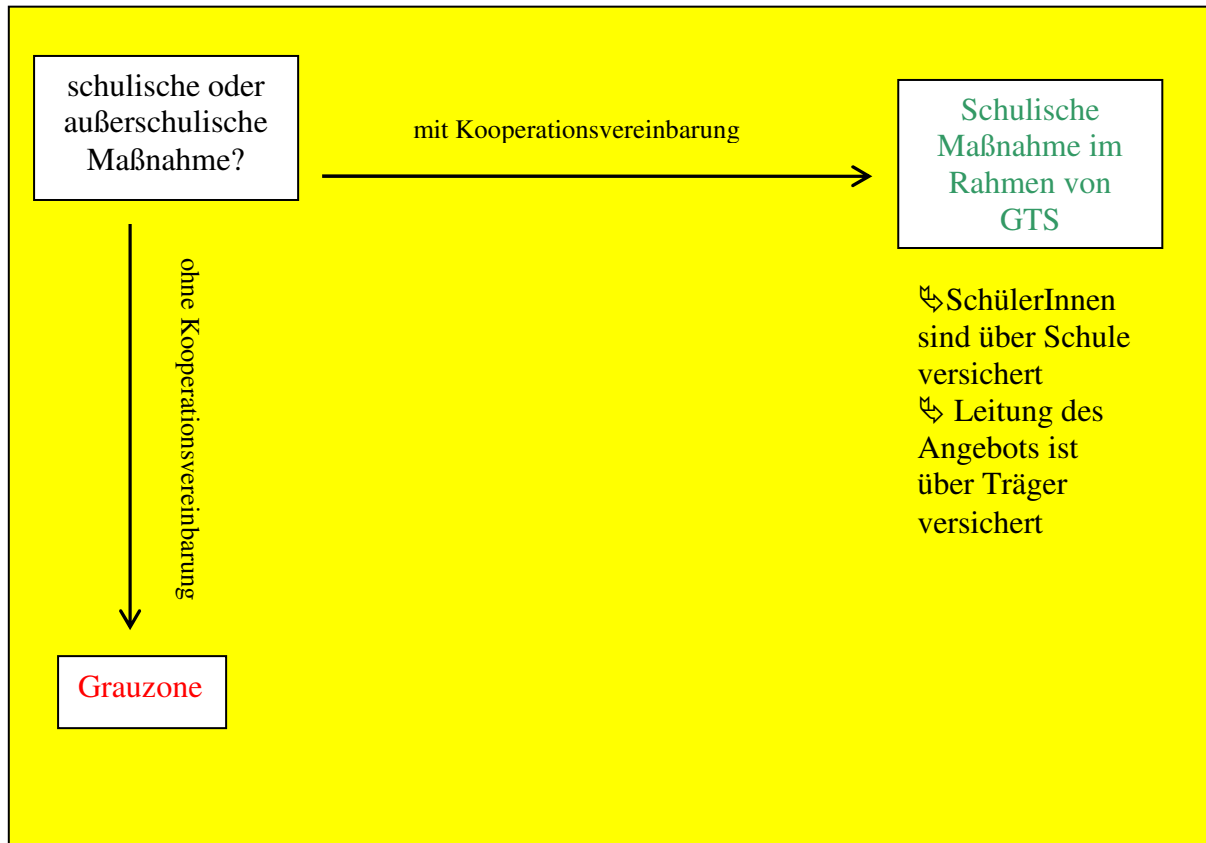 schulische oder
außerschulische
Maßnahme?
mit Kooperationsvereinbarung
Schulische
Maßnahme im
Rahmen von
GTS
ohne Kooperationsvereinbarung
↳SchülerInnen
sind über Schule
versichert
↳ Leitung des
Angebots ist
über Träger
versichert
Grauzone